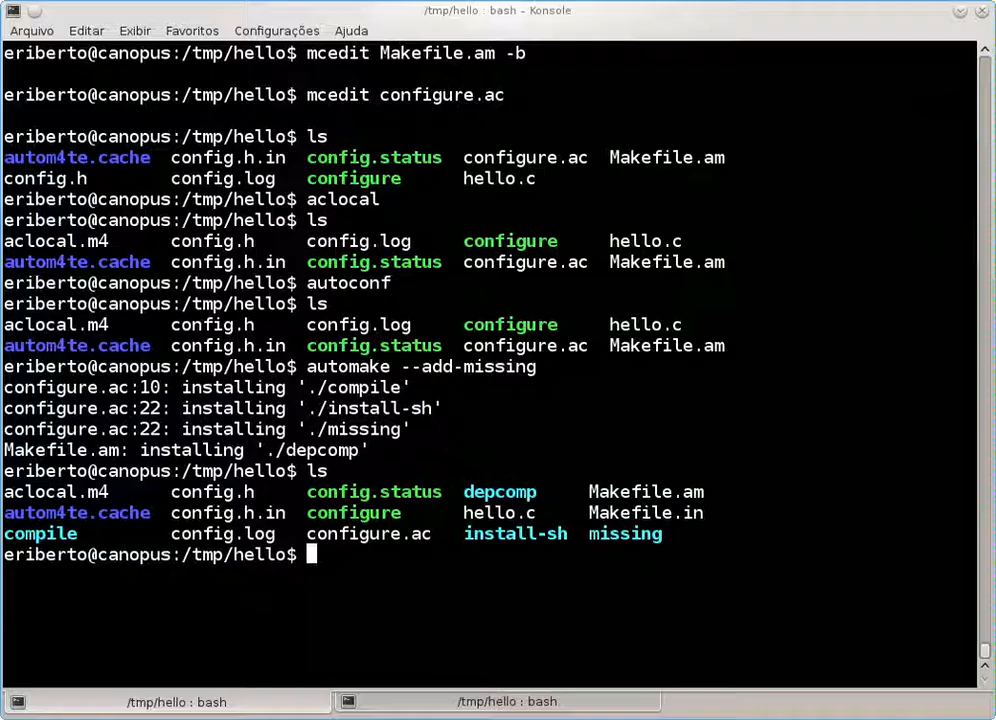 /tmp/hello : bash - Konsole
Arquivo Editar Exibir Favoritos Configurações Ajuda
eriberto@canopus:/tmp/hello$ mcedit Makefile.am -b
eriberto@canopus:/tmp/hello$ mcedit configure.ac
eriberto@canopus:/tmp/hello$ ls
autom4te.cache config.h.in config.status configure.ac Makefile.am
config.h config.log configure hello.c
eriberto@canopus:/tmp/hello$ aclocal
eriberto@canopus:/tmp/hello$ ls
aclocal.m4 config.h config.log configure hello.c
autom4te.cache config.h.in config.status configure.ac Makefile.am
eriberto@canopus:/tmp/hello$ autoconf
eriberto@canopus:/tmp/hello$ ls
aclocal.m4 config.h config.log configure hello.c
autom4te.cache config.h.in config.status configure.ac Makefile.am
eriberto@canopus:/tmp/hello$ automake --add-missing
configure.ac:10: installing './compile'
configure.ac:22: installing './install-sh'
configure.ac:22: installing './missing'
Makefile.am: installing './depcomp'
eriberto@canopus:/tmp/hello$ ls
aclocal.m4 config.h config.status depcomp Makefile.am
autom4te.cache config.h.in configure hello.c Makefile.in
compile config.log configure.ac install-sh missing
eriberto@canopus:/tmp/hello$
/tmp/hello : bash /tmp/hello : bash